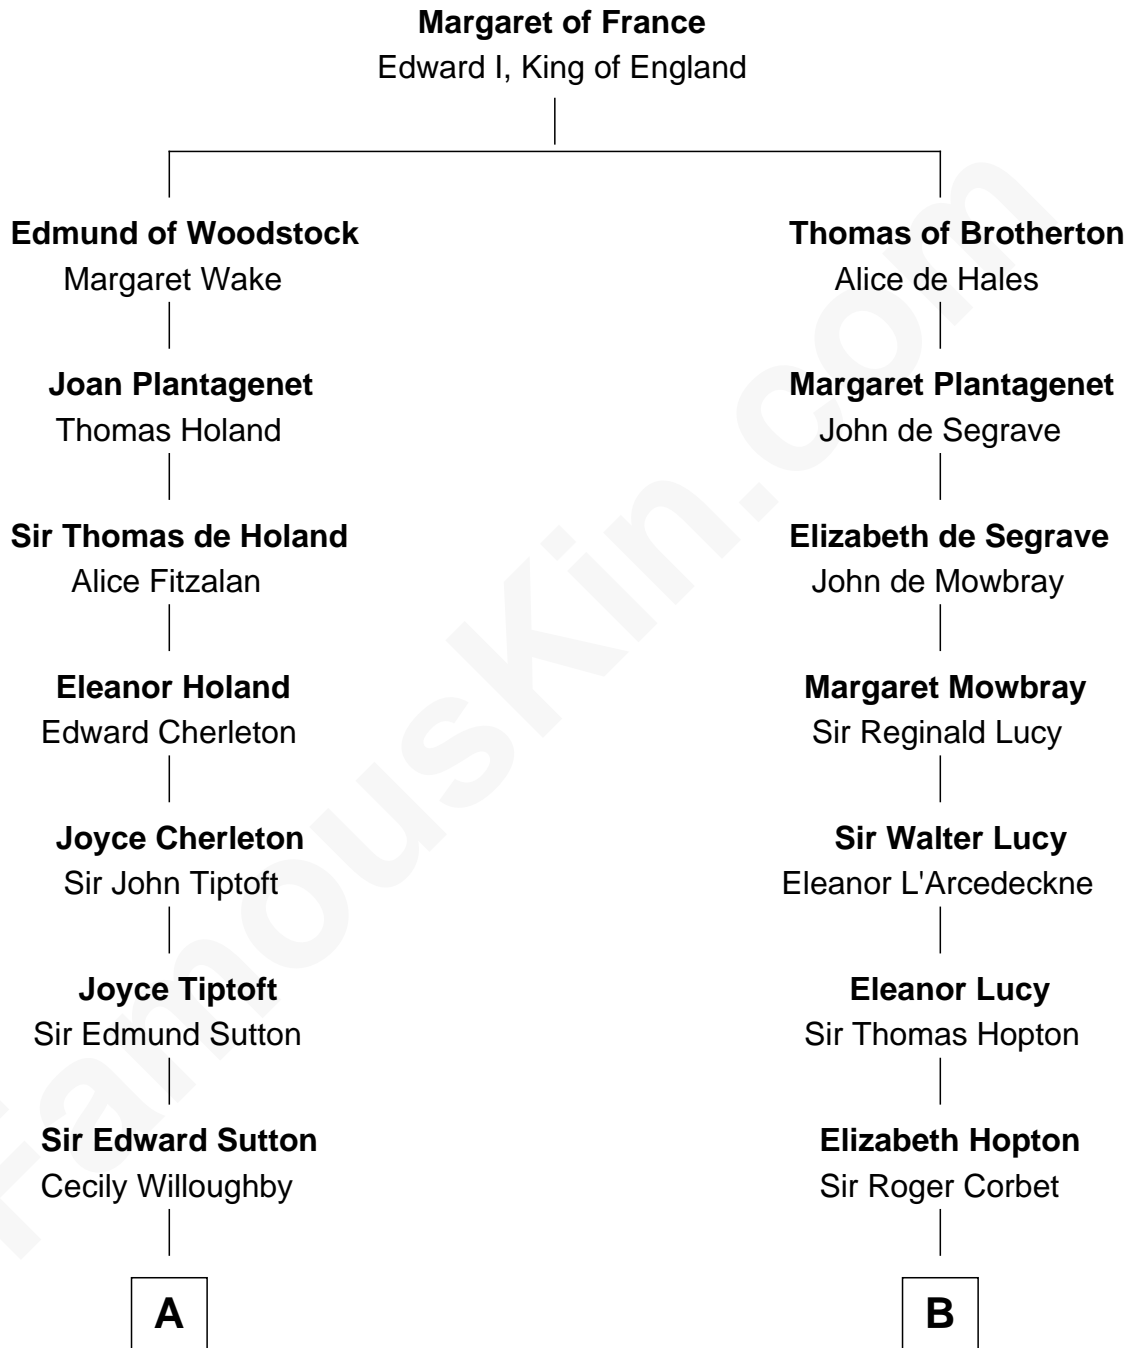 Margaret of France
Edward I, King of England
Edmund of Woodstock
Margaret Wake
Thomas of Brotherton
Alice de Hales
Joan Plantagenet
Thomas Holand
Margaret Plantagenet
John de Segrave
Sir Thomas de Holand
Alice Fitzalan
Elizabeth de Segrave
John de Mowbray
Eleanor Holand
Edward Cherleton
Margaret Mowbray
Sir Reginald Lucy
Joyce Cherleton
Sir John Tiptoft
Sir Walter Lucy
Eleanor L'Arcedeckne
Joyce Tiptoft
Sir Edmund Sutton
Eleanor Lucy
Sir Thomas Hopton
Sir Edward Sutton
Cecily Willoughby
Elizabeth Hopton
Sir Roger Corbet
A
B
FamousKin.com